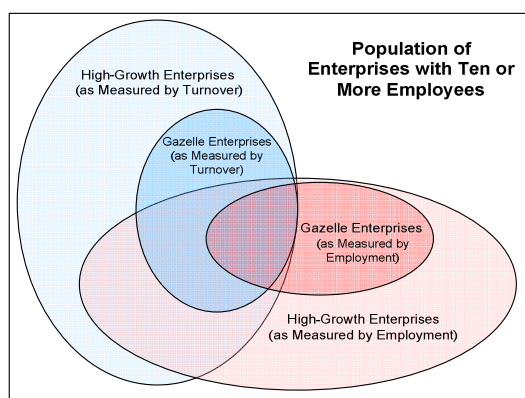 Population of
Enterprises with Ten or
More Employees
High-Growth Enterprises
(as Measured by Turnover)
Gazelle Enterprises
(as Measured by
Turnover)
Gazelle Enterprises
(as Measured by
Employment)
High-Growth Enterprises
(as Measured by Employment)